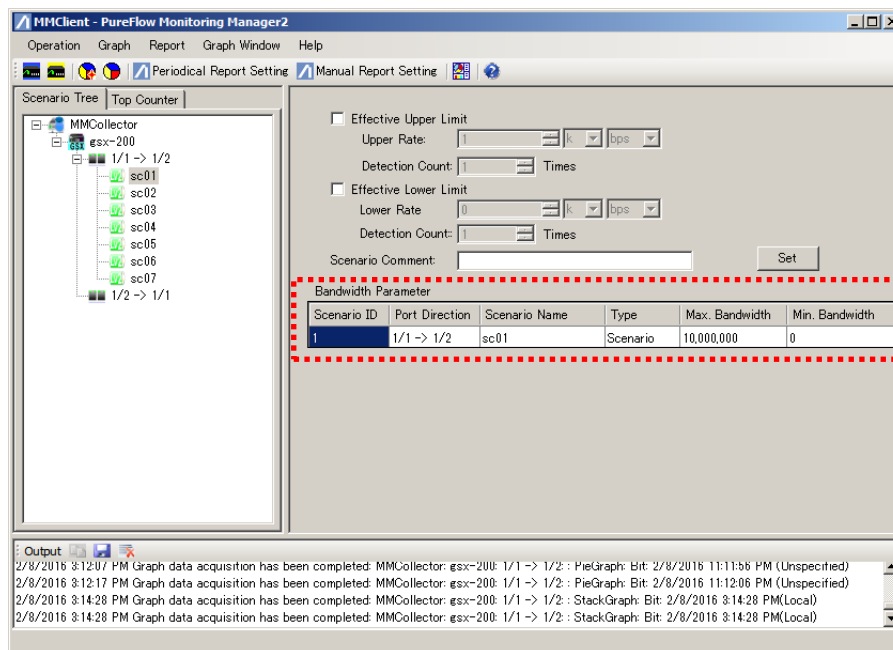 MMClient - PureFlow Monitoring Manager2
Operation Graph Report Graph Window Help
Periodical Report Setting Manual Report Setting
Scenario Tree Top Counter
MMCollector
GSX gsx-200
1/1 -> 1/2
sc01
sc02
sc03
sc04
sc05
sc06
sc07
1/2 -> 1/1
Effective Upper Limit
Upper Rate: 1 k bps
Detection Count: 1 Times
Effective Lower Limit
Lower Rate 0 k bps
Detection Count: 1 Times
Scenario Comment: Set
Bandwidth Parameter
Scenario ID Port Direction Scenario Name Type Max. Bandwidth Min. Bandwidth
1 1/1 -> 1/2 sc01 Scenario 10,000,000 0
Output
2/8/2016 3:12:07 PM Graph data acquisition has been completed: MMCollector: gsx-200: 1/1 -> 1/2: : PieGraph: Bit: 2/8/2016 11:11:56 PM (Unspecified)
2/8/2016 3:12:17 PM Graph data acquisition has been completed: MMCollector: gsx-200: 1/1 -> 1/2: : PieGraph: Bit: 2/8/2016 11:12:06 PM (Unspecified)
2/8/2016 3:14:28 PM Graph data acquisition has been completed: MMCollector: gsx-200: 1/1 -> 1/2: : StackGraph: Bit: 2/8/2016 3:14:28 PM(Local)
2/8/2016 3:14:28 PM Graph data acquisition has been completed: MMCollector: gsx-200: 1/1 -> 1/2: : StackGraph: Bit: 2/8/2016 3:14:28 PM(Local)